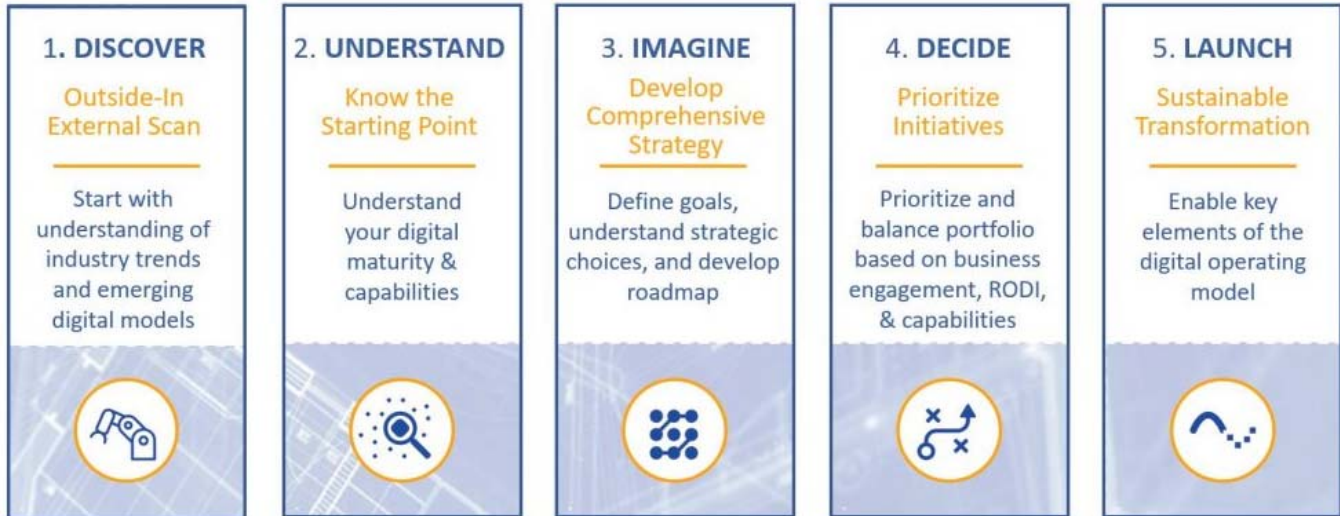 1. DISCOVER
Outside-In
External Scan
Start with
understanding of
industry trends
and emerging
digital models
2. UNDERSTAND
Know the
Starting Point
Understand
your digital
maturity &
capabilities
3. IMAGINE
Develop
Comprehensive
Strategy
Define goals,
understand strategic
choices, and develop
roadmap
4. DECIDE
Prioritize
Initiatives
Prioritize and
balance portfolio
based on business
engagement, RODI,
& capabilities
5. LAUNCH
Sustainable
Transformation
Enable key
elements of the
digital operating
model